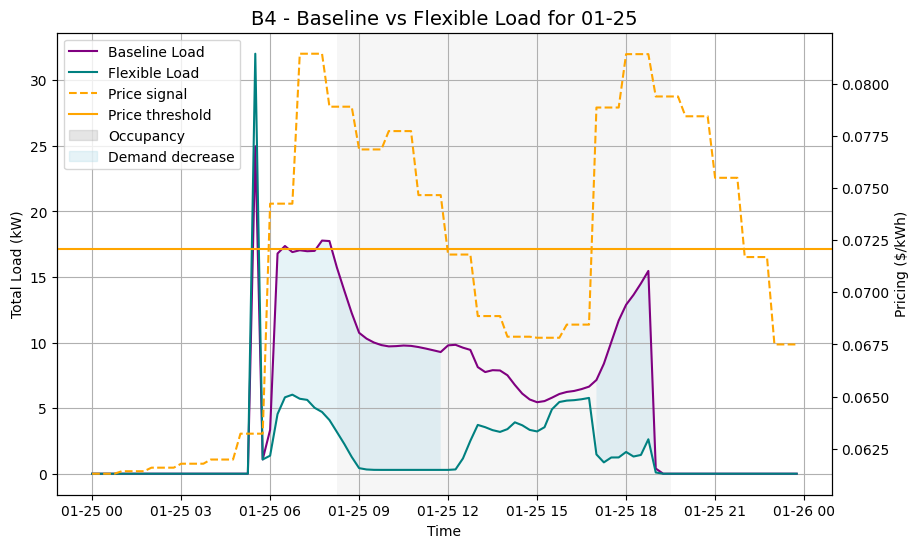 B4 - Baseline vs Flexible Load for 01-25
Baseline Load
Flexible Load
Price signal
Price threshold
Occupancy
Demand decrease
Total Load (kW)
30
25
20
15
10
5
0
0.0800
0.0775
0.0750
0.0725
0.0700
0.0675
0.0650
0.0625
Pricing ($/kWh)
01-25 00
01-25 03
01-25 06
01-25 09
01-25 12
01-25 15
01-25 18
01-25 21
01-26 00
Time